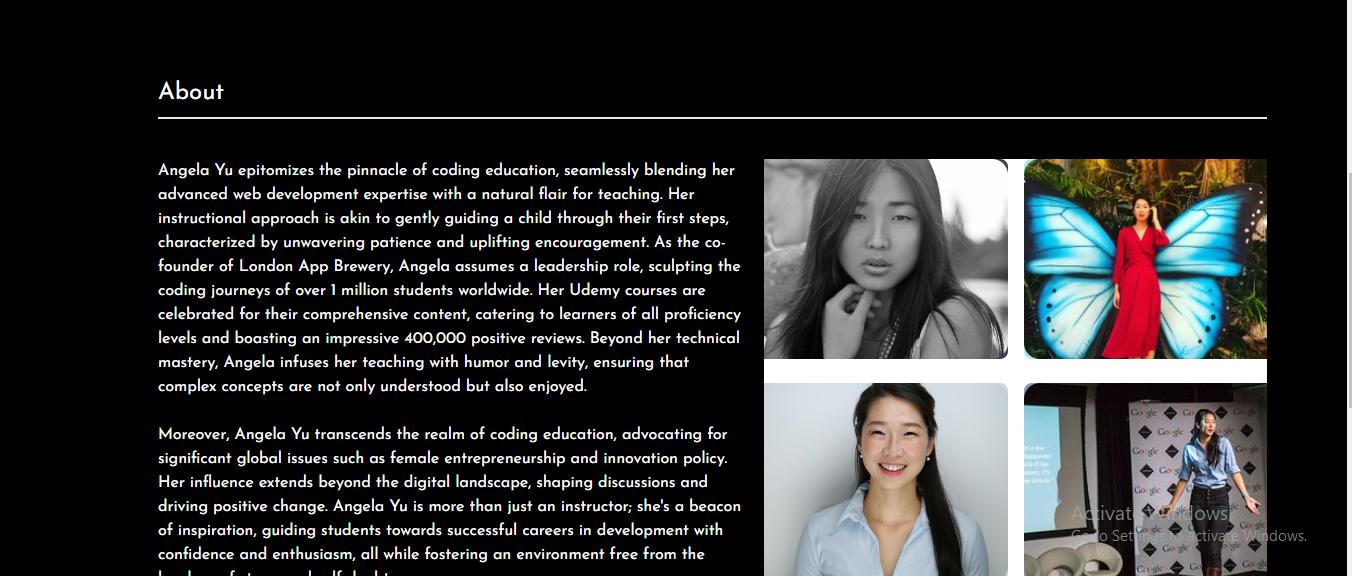 About
Angela Yu epitomizes the pinnacle of coding education, seamlessly blending her
advanced web development expertise with a natural flair for teaching. Her
instructional approach is akin to gently guiding a child through their first steps,
characterized by unwavering patience and uplifting encouragement. As the co-
founder of London App Brewery, Angela assumes a leadership role, sculpting the
coding journeys of over 1 million students worldwide. Her Udemy courses are
celebrated for their comprehensive content, catering to learners of all proficiency
levels and boasting an impressive 400,000 positive reviews. Beyond her technical
mastery, Angela infuses her teaching with humor and levity, ensuring that
complex concepts are not only understood but also enjoyed.
Moreover, Angela Yu transcends the realm of coding education, advocating for
significant global issues such as female entrepreneurship and innovation policy.
Her influence extends beyond the digital landscape, shaping discussions and
driving positive change. Angela Yu is more than just an instructor; she's a beacon
of inspiration, guiding students towards successful careers in development with
confidence and enthusiasm, all while fostering an environment free from the
Google
Activate Windows
Go to Settings to activate Windows.